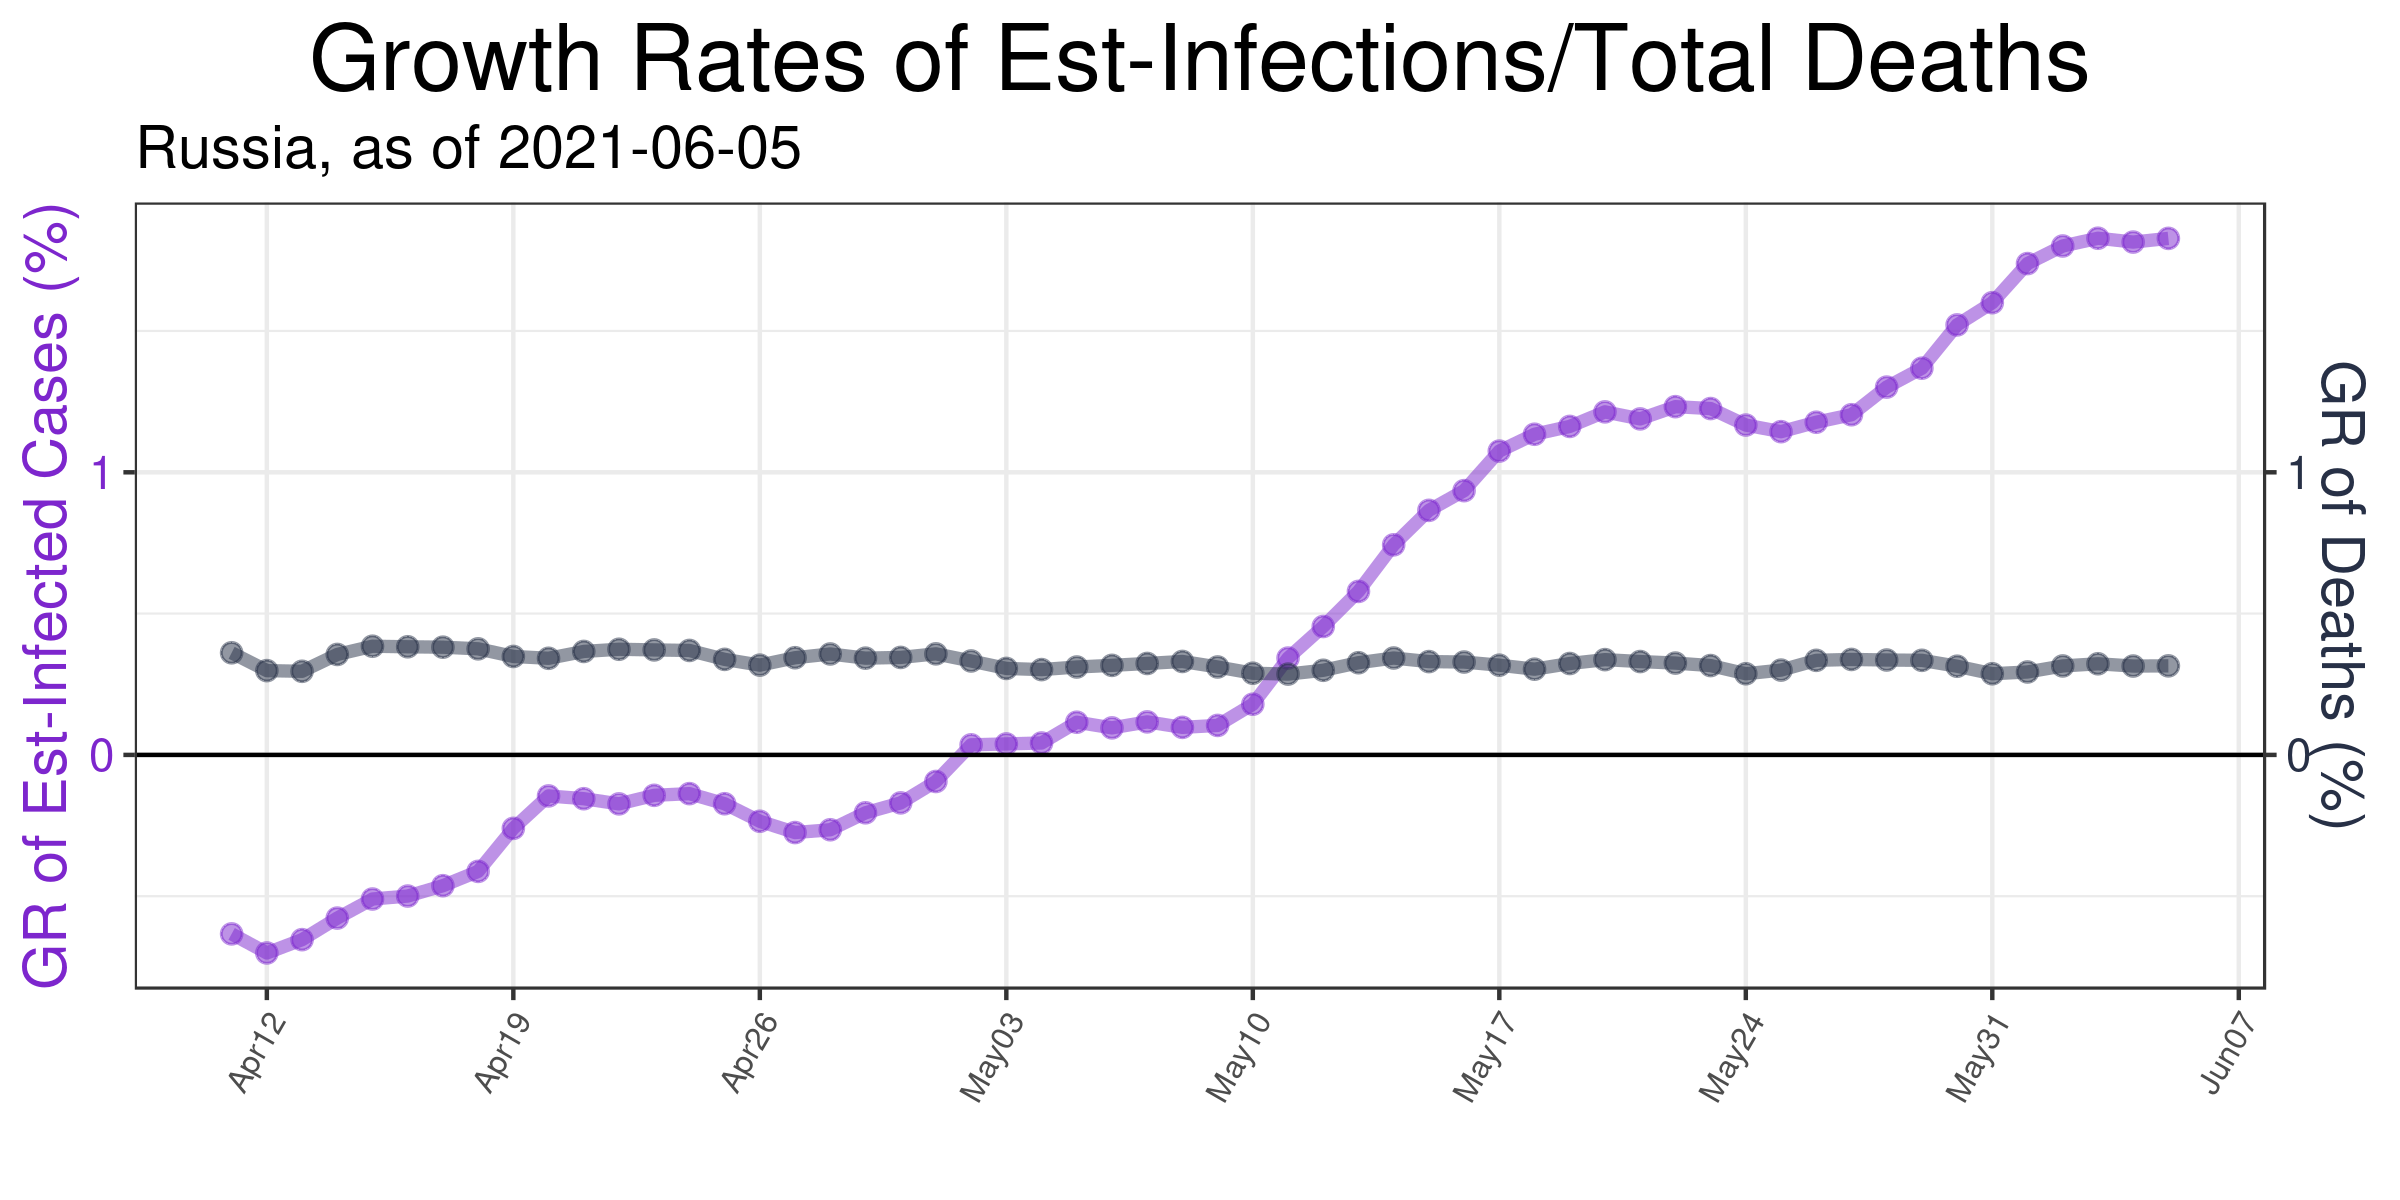 Growth Rates of Est-Infections/Total Deaths
Russia, as of 2021-06-05
GR of Est-Infected Cases (%)
1
0
1
0
GR of Deaths (%)
Apr12
Apr19
Apr26
May03
May10
May17
May24
May31
Jun07